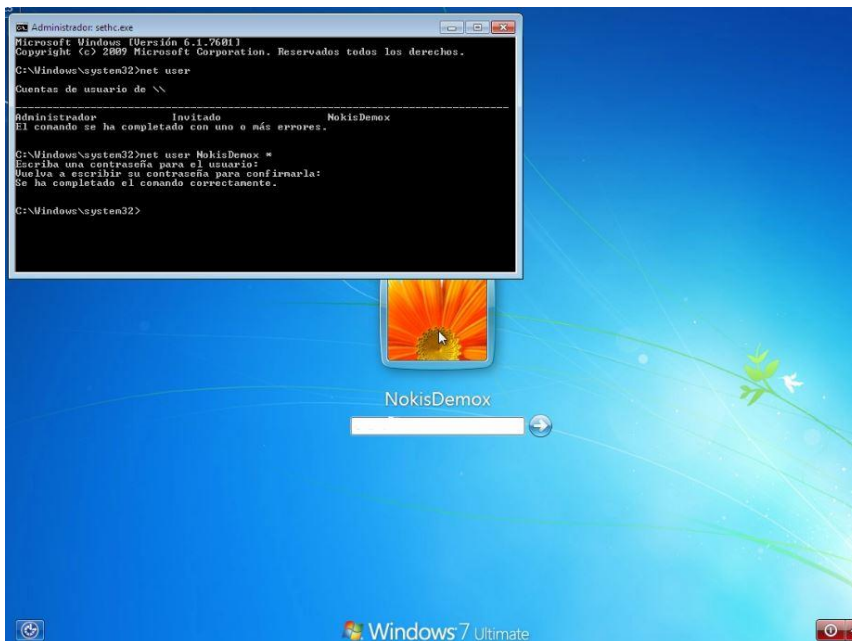 Administrador: sethc.exe
Microsoft Windows [Versión 6.1.7601]
Copyright (c) 2009 Microsoft Corporation. Reservados todos los derechos.
C:\Windows\system32>net user
Cuentas de usuario de \\
-------------------------------------------------------------------------------
Administrador Invitado NokisDemox
El comando se ha completado con uno o más errores.
C:\Windows\system32>net user NokisDemox *
Escriba una contraseña para el usuario:
Vuelva a escribir su contraseña para confirmarla:
Se ha completado el comando correctamente.
C:\Windows\system32>
NokisDemox
Windows 7 Ultimate